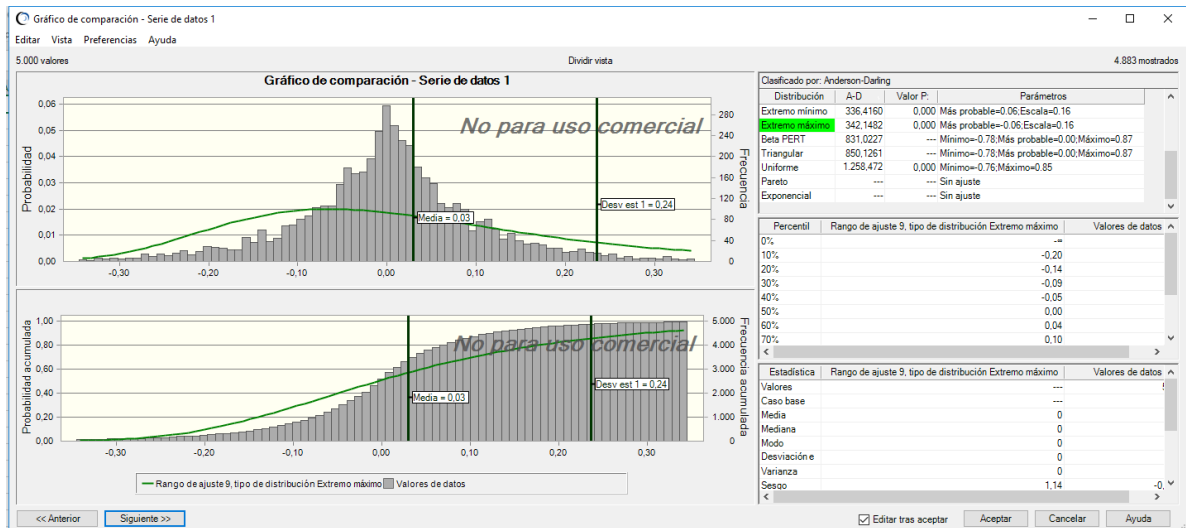 Gráfico de comparación - Serie de datos 1
Editar Vista Preferencias Ayuda
5.000 valores Dividir vista 4.883 mostrados
Gráfico de comparación - Serie de datos 1
No para uso comercial
Probabilidad
0,06
0,05
0,04
0,03
0,02
0,01
0,00
Media = 0,03
Desv est 1 = 0,24
280
240
200
160
120
80
40
0
Frecuencia
-0,30 -0,20 -0,10 0,00 0,10 0,20 0,30
No para uso comercial
Probabilidad acumulada
1,00
0,80
0,60
0,40
0,20
0,00
Media = 0,03
Desv est 1 = 0,24
5.000
4.000
3.000
2.000
1.000
0
Frecuencia acumulada
-0,30 -0,20 -0,10 0,00 0,10 0,20 0,30
Rango de ajuste 9, tipo de distribución Extremo máximo Valores de datos
Clasificado por: Anderson-Darling
Distribución A-D Valor P: Parámetros
Extremo mínimo 336,4160 0,000 Más probable=0.06;Escala=0.16
Extremo máximo 342,1482 0,000 Más probable=-0.06;Escala=0.16
Beta PERT 831,0227 --- Mínimo=-0.78;Más probable=0.00;Máximo=0.87
Triangular 850,1261 --- Mínimo=-0.78;Más probable=0.00;Máximo=0.87
Uniforme 1.258,472 0,000 Mínimo=-0.76;Máximo=0.85
Pareto --- --- Sin ajuste
Exponencial --- --- Sin ajuste
Percentil Rango de ajuste 9, tipo de distribución Extremo máximo Valores de datos
0% -∞
10% -0,20
20% -0,14
30% -0,09
40% -0,05
50% 0,00
60% 0,04
70% 0,10
Estadística Rango de ajuste 9, tipo de distribución Extremo máximo Valores de datos
Valores ---
Caso base ---
Media 0
Mediana 0
Modo 0
Desviación e 0
Varianza 0
Sesgo 1,14 -0,
<< Anterior Siguiente >> Editar tras aceptar Aceptar Cancelar Ayuda